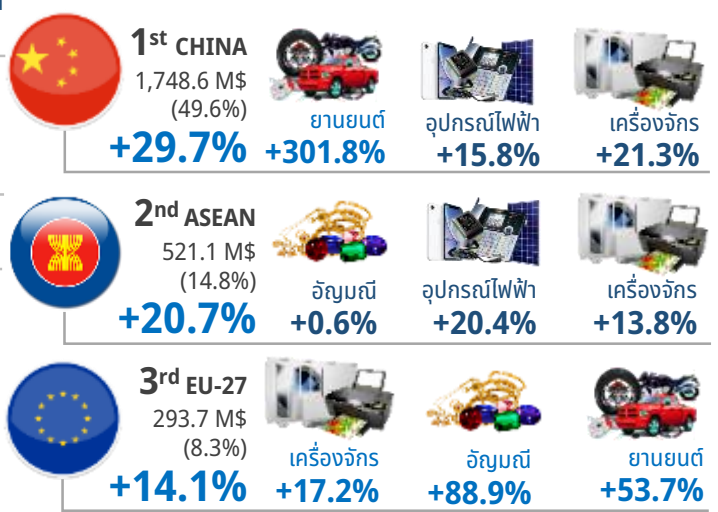 1st CHINA
1,748.6 M$
(49.6%)
+29.7%
ยานยนต์
+301.8%
อุปกรณ์ไฟฟ้า
+15.8%
เครื่องจักร
+21.3%
2nd ASEAN
521.1 M$
(14.8%)
+20.7%
อัญมณี
+0.6%
อุปกรณ์ไฟฟ้า
+20.4%
เครื่องจักร
+13.8%
3rd EU-27
293.7 M$
(8.3%)
+14.1%
เครื่องจักร
+17.2%
อัญมณี
+88.9%
ยานยนต์
+53.7%